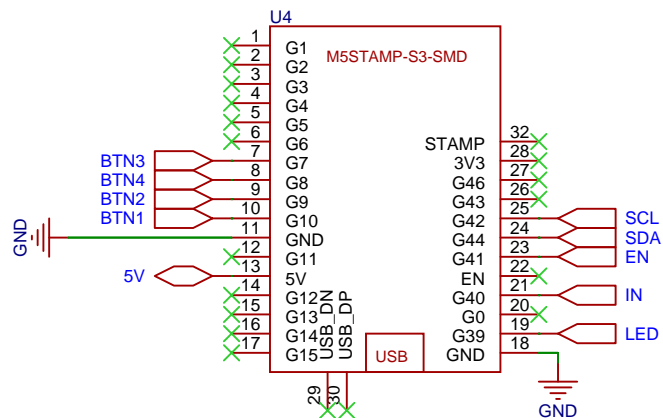 U4
M5STAMP-S3-SMD
1 G1
2 G2
3 G3
4 G4
5 G5
6 G6
BTN3 7 G7
BTN4 8 G8
BTN2 9 G9
BTN1 10 G10
GND 11 GND
12 G11
5V 13 5V
14 G12
15 G13
16 G14
17 G15
STAMP 32
3V3 28
G46 27
G43 26
G42 25 SCL
G44 24 SDA
G41 23 EN
EN 22
G40 21 IN
G0 20
G39 19 LED
GND 18
GND
USB_DN 29
USB_DP 30
USB